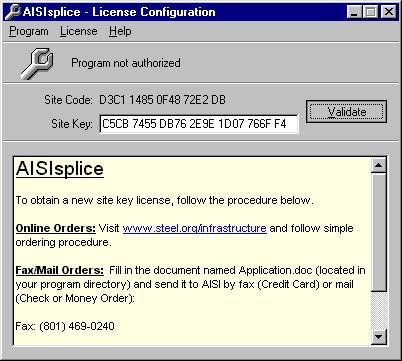 AISIsplice - License Configuration
Program License Help
Program not authorized
Site Code: D3C1 1485 0F48 72E2 DB
Site Key: C5CB 7455 DB76 2E9E 1D07 766F F4
Validate
AISIsplice
To obtain a new site key license, follow the procedure below.
Online Orders: Visit www.steel.org/infrastructure and follow simple
ordering procedure.
Fax/Mail Orders: Fill in the document named Application.doc (located in
your program directory) and send it to AISI by fax (Credit Card) or mail
(Check or Money Order):
Fax: (801) 469-0240